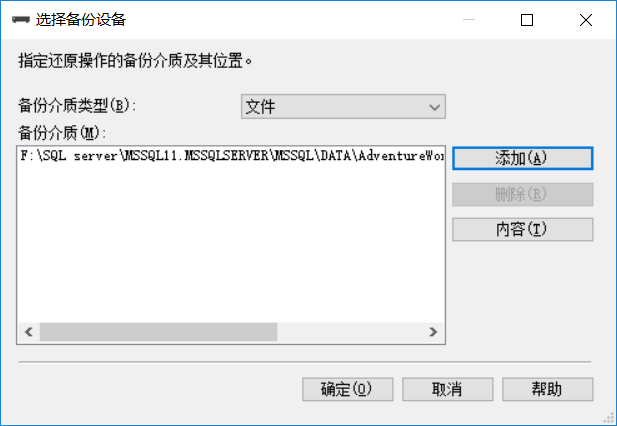 选择备份设备
指定还原操作的备份介质及其位置。
备份介质类型(B):
文件
备份介质(M):
F:\SQL server\MSSQL11.MSSQLSERVER\MSSQL\DATA\AdventureWor
添加(A)
删除(R)
内容(T)
确定(O)
取消
帮助